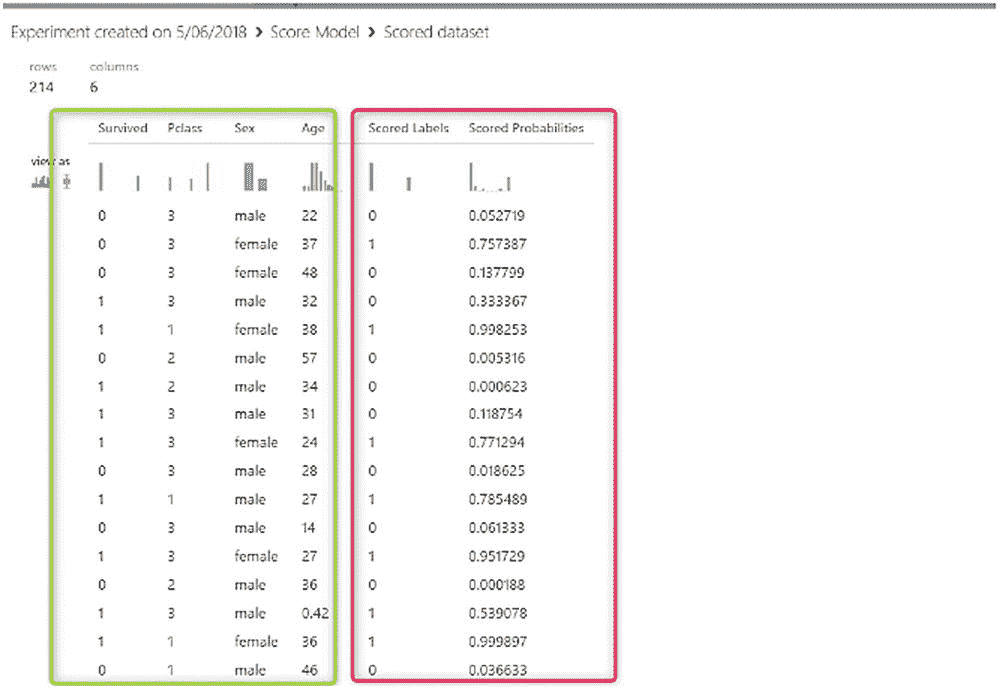 Experiment created on 5/06/2018 > Score Model > Scored dataset
rows columns
214 6
Survived Pclass Sex Age Scored Labels Scored Probabilities
view as
0 3 male 22 0 0.052719
0 3 female 37 1 0.757387
0 3 female 48 0 0.137799
1 3 male 32 0 0.333367
1 1 female 38 1 0.998253
0 2 male 57 0 0.005316
1 2 male 34 0 0.000623
1 3 male 31 0 0.118754
1 3 female 24 1 0.771294
0 3 male 28 0 0.018625
1 1 male 27 1 0.785489
0 3 male 14 0 0.061333
1 3 female 27 1 0.951729
0 2 male 36 0 0.000188
1 3 male 0.42 1 0.539078
1 1 female 36 1 0.999897
0 1 male 46 0 0.036633